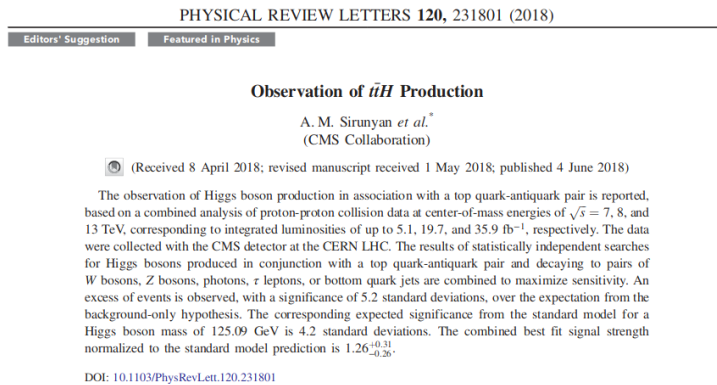 PHYSICAL REVIEW LETTERS 120, 231801 (2018)
Editors' Suggestion Featured in Physics
Observation of tt̄H Production
A. M. Sirunyan et al.*
(CMS Collaboration)
(Received 8 April 2018; revised manuscript received 1 May 2018; published 4 June 2018)
The observation of Higgs boson production in association with a top quark-antiquark pair is reported,
based on a combined analysis of proton-proton collision data at center-of-mass energies of √s = 7, 8, and
13 TeV, corresponding to integrated luminosities of up to 5.1, 19.7, and 35.9 fb⁻¹, respectively. The data
were collected with the CMS detector at the CERN LHC. The results of statistically independent searches
for Higgs bosons produced in conjunction with a top quark-antiquark pair and decaying to pairs of
W bosons, Z bosons, photons, τ leptons, or bottom quark jets are combined to maximize sensitivity. An
excess of events is observed, with a significance of 5.2 standard deviations, over the expectation from the
background-only hypothesis. The corresponding expected significance from the standard model for a
Higgs boson mass of 125.09 GeV is 4.2 standard deviations. The combined best fit signal strength
normalized to the standard model prediction is 1.26+0.31−0.26.
DOI: 10.1103/PhysRevLett.120.231801